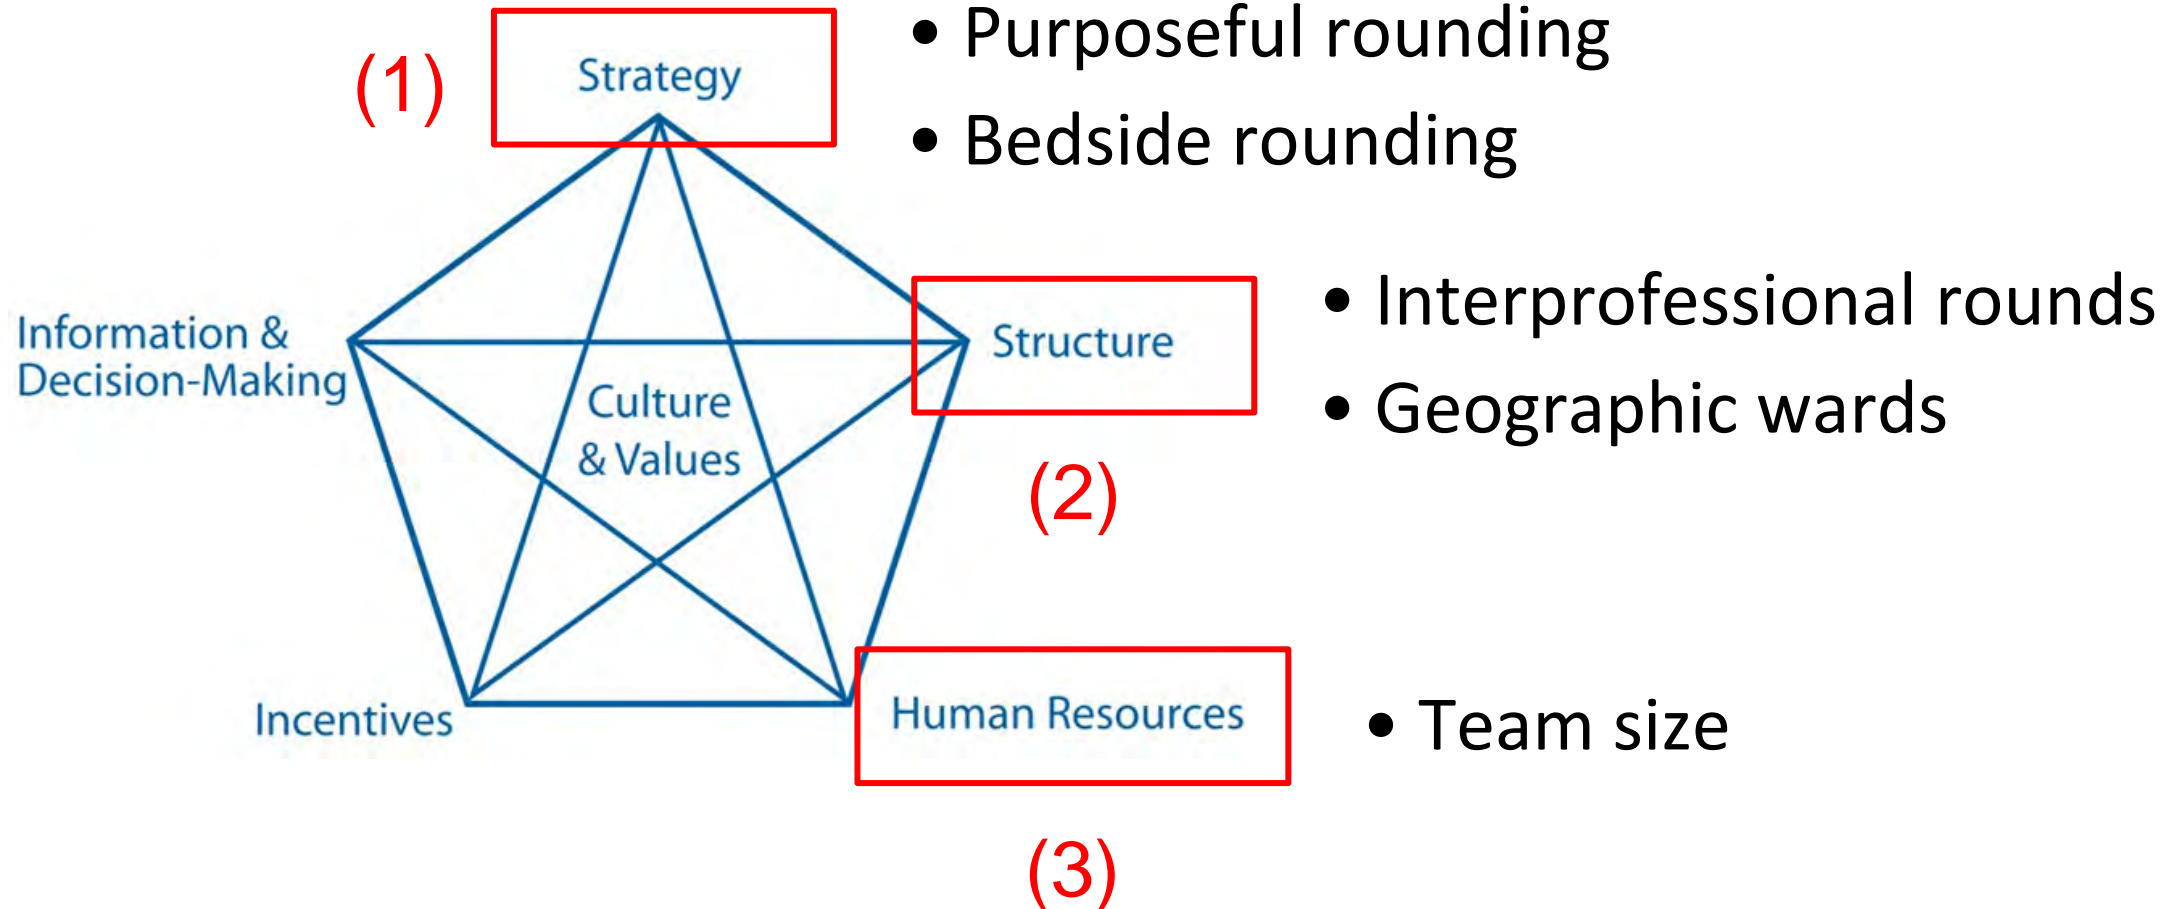 (1)
Strategy
• Purposeful rounding
• Bedside rounding
Information &
Decision-Making
Culture
& Values
Structure
(2)
• Interprofessional rounds
• Geographic wards
Incentives
Human Resources
(3)
• Team size